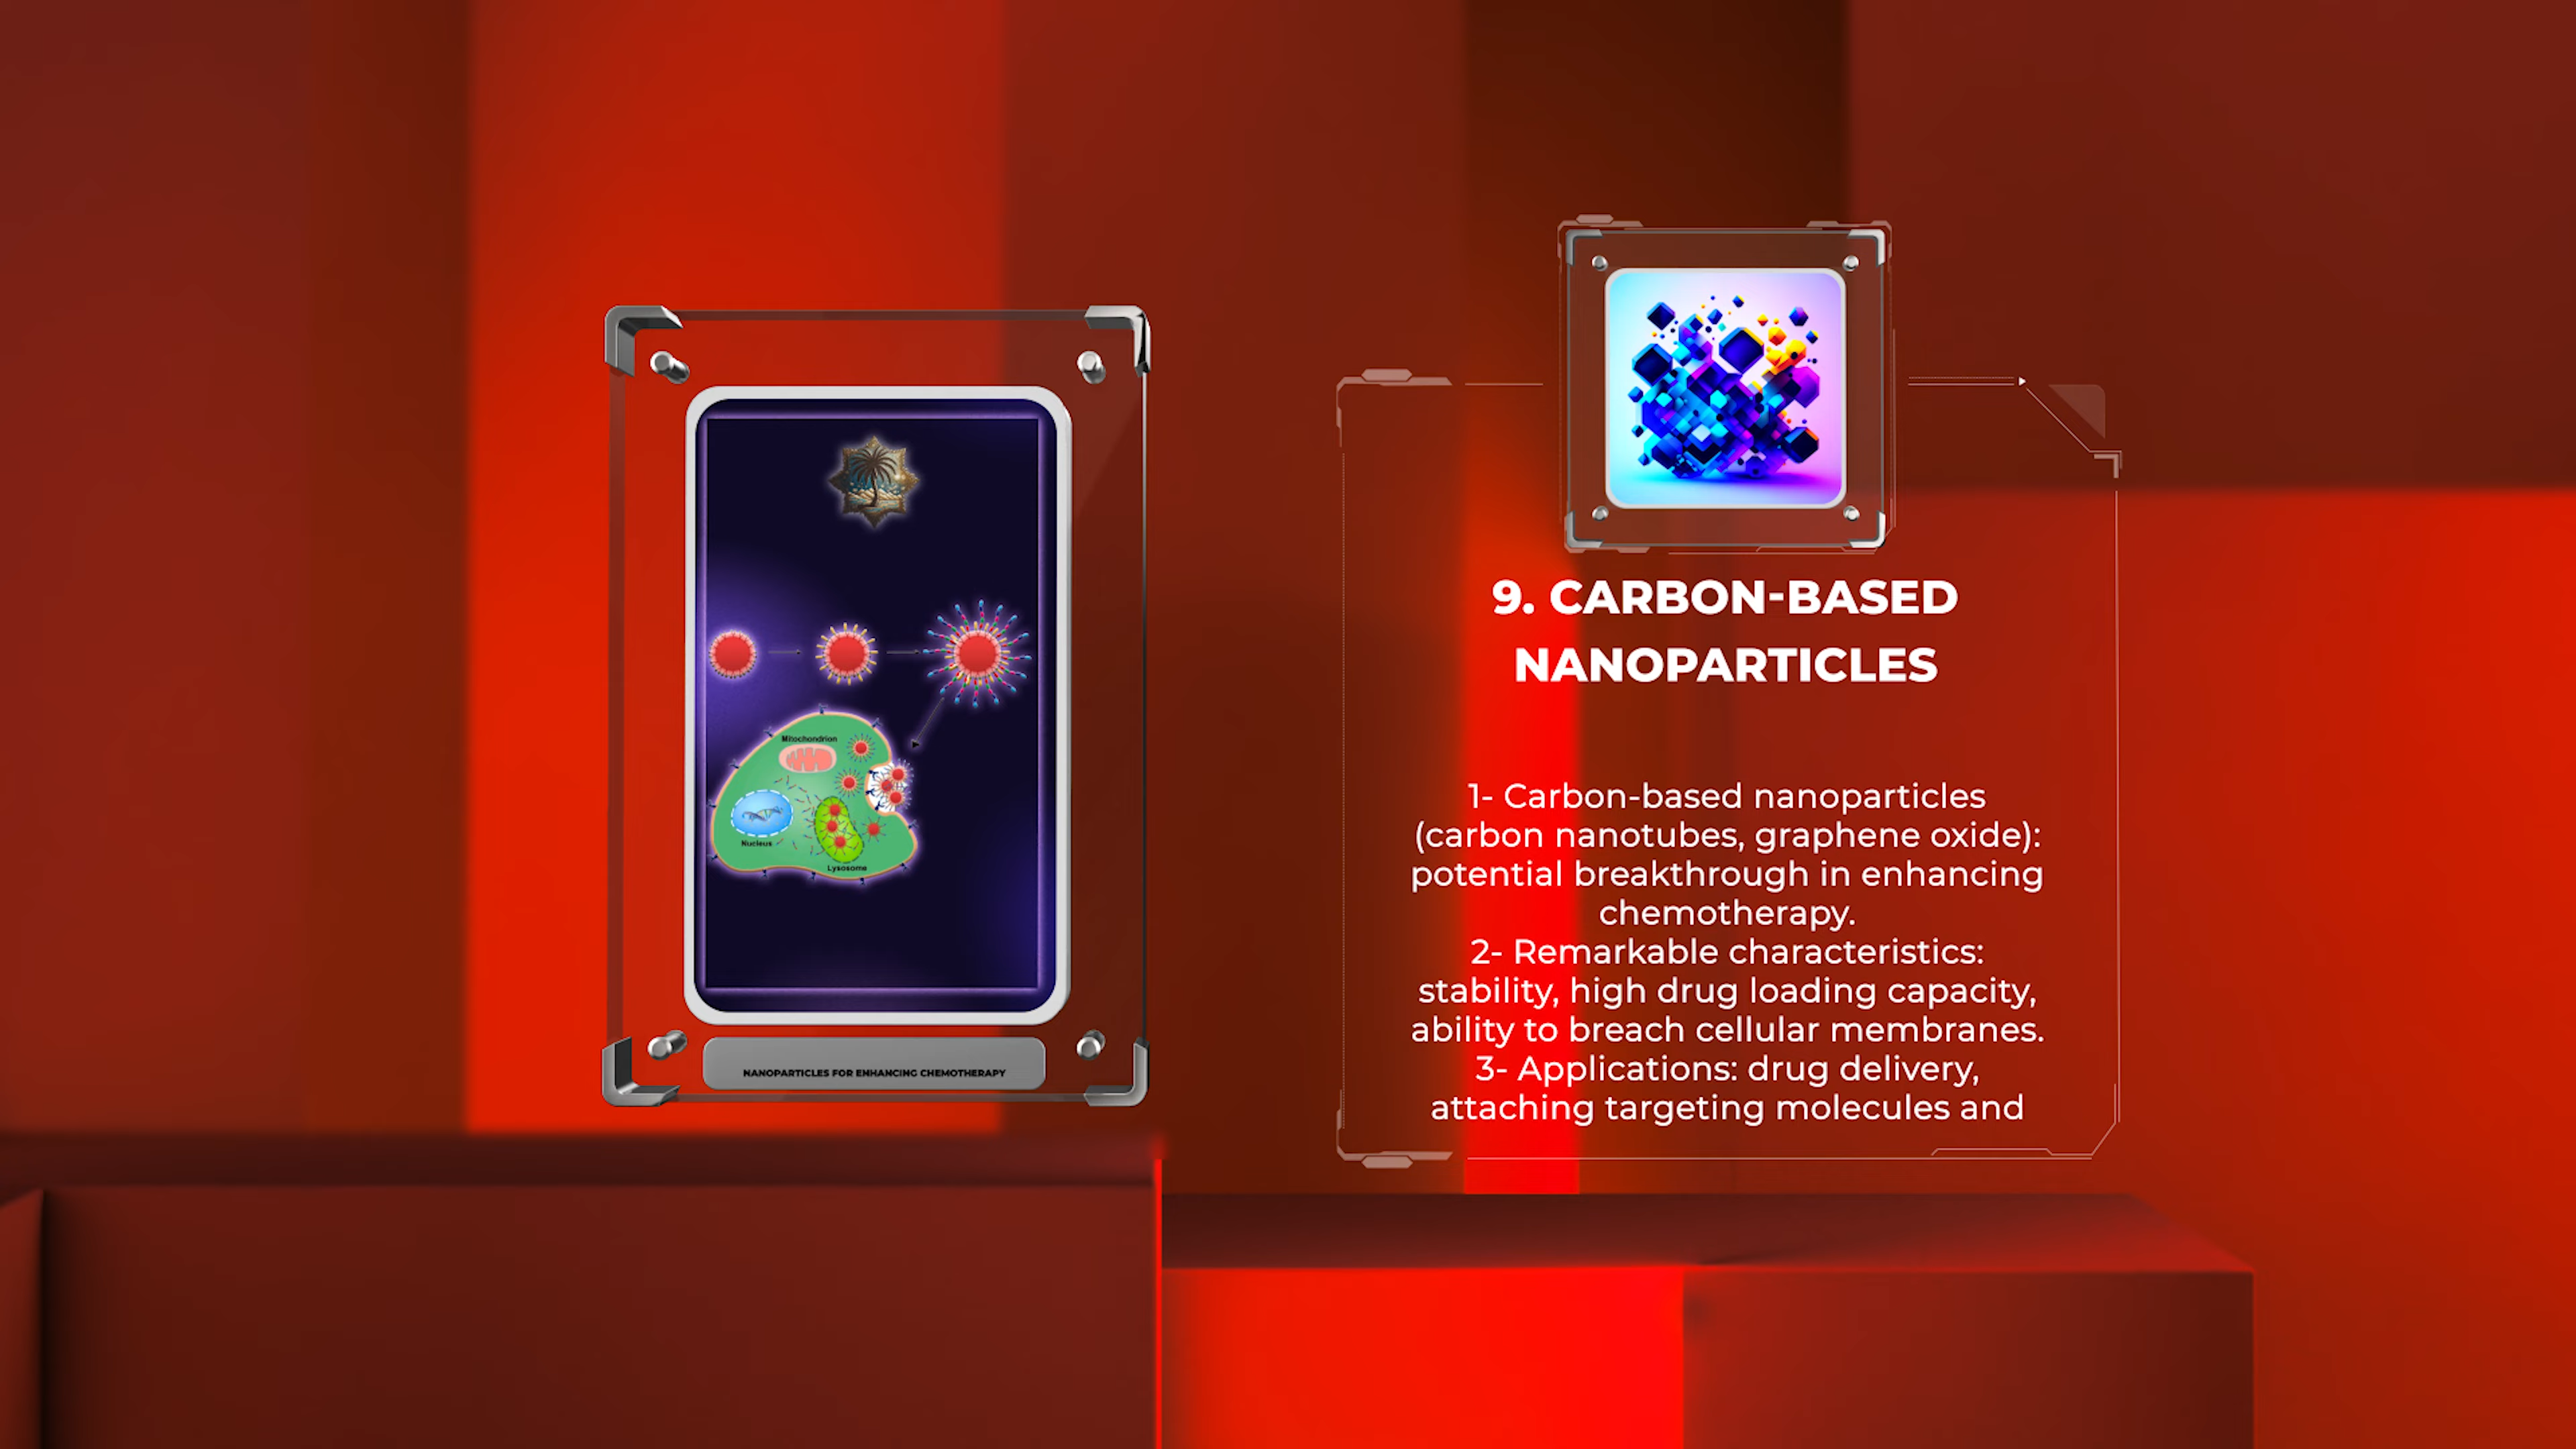 Mitochondrion
Nucleus
Lysosome
NANOPARTICLES FOR ENHANCING CHEMOTHERAPY
9. CARBON-BASED
NANOPARTICLES
1- Carbon-based nanoparticles
(carbon nanotubes, graphene oxide):
potential breakthrough in enhancing
chemotherapy.
2- Remarkable characteristics:
stability, high drug loading capacity,
ability to breach cellular membranes.
3- Applications: drug delivery,
attaching targeting molecules and